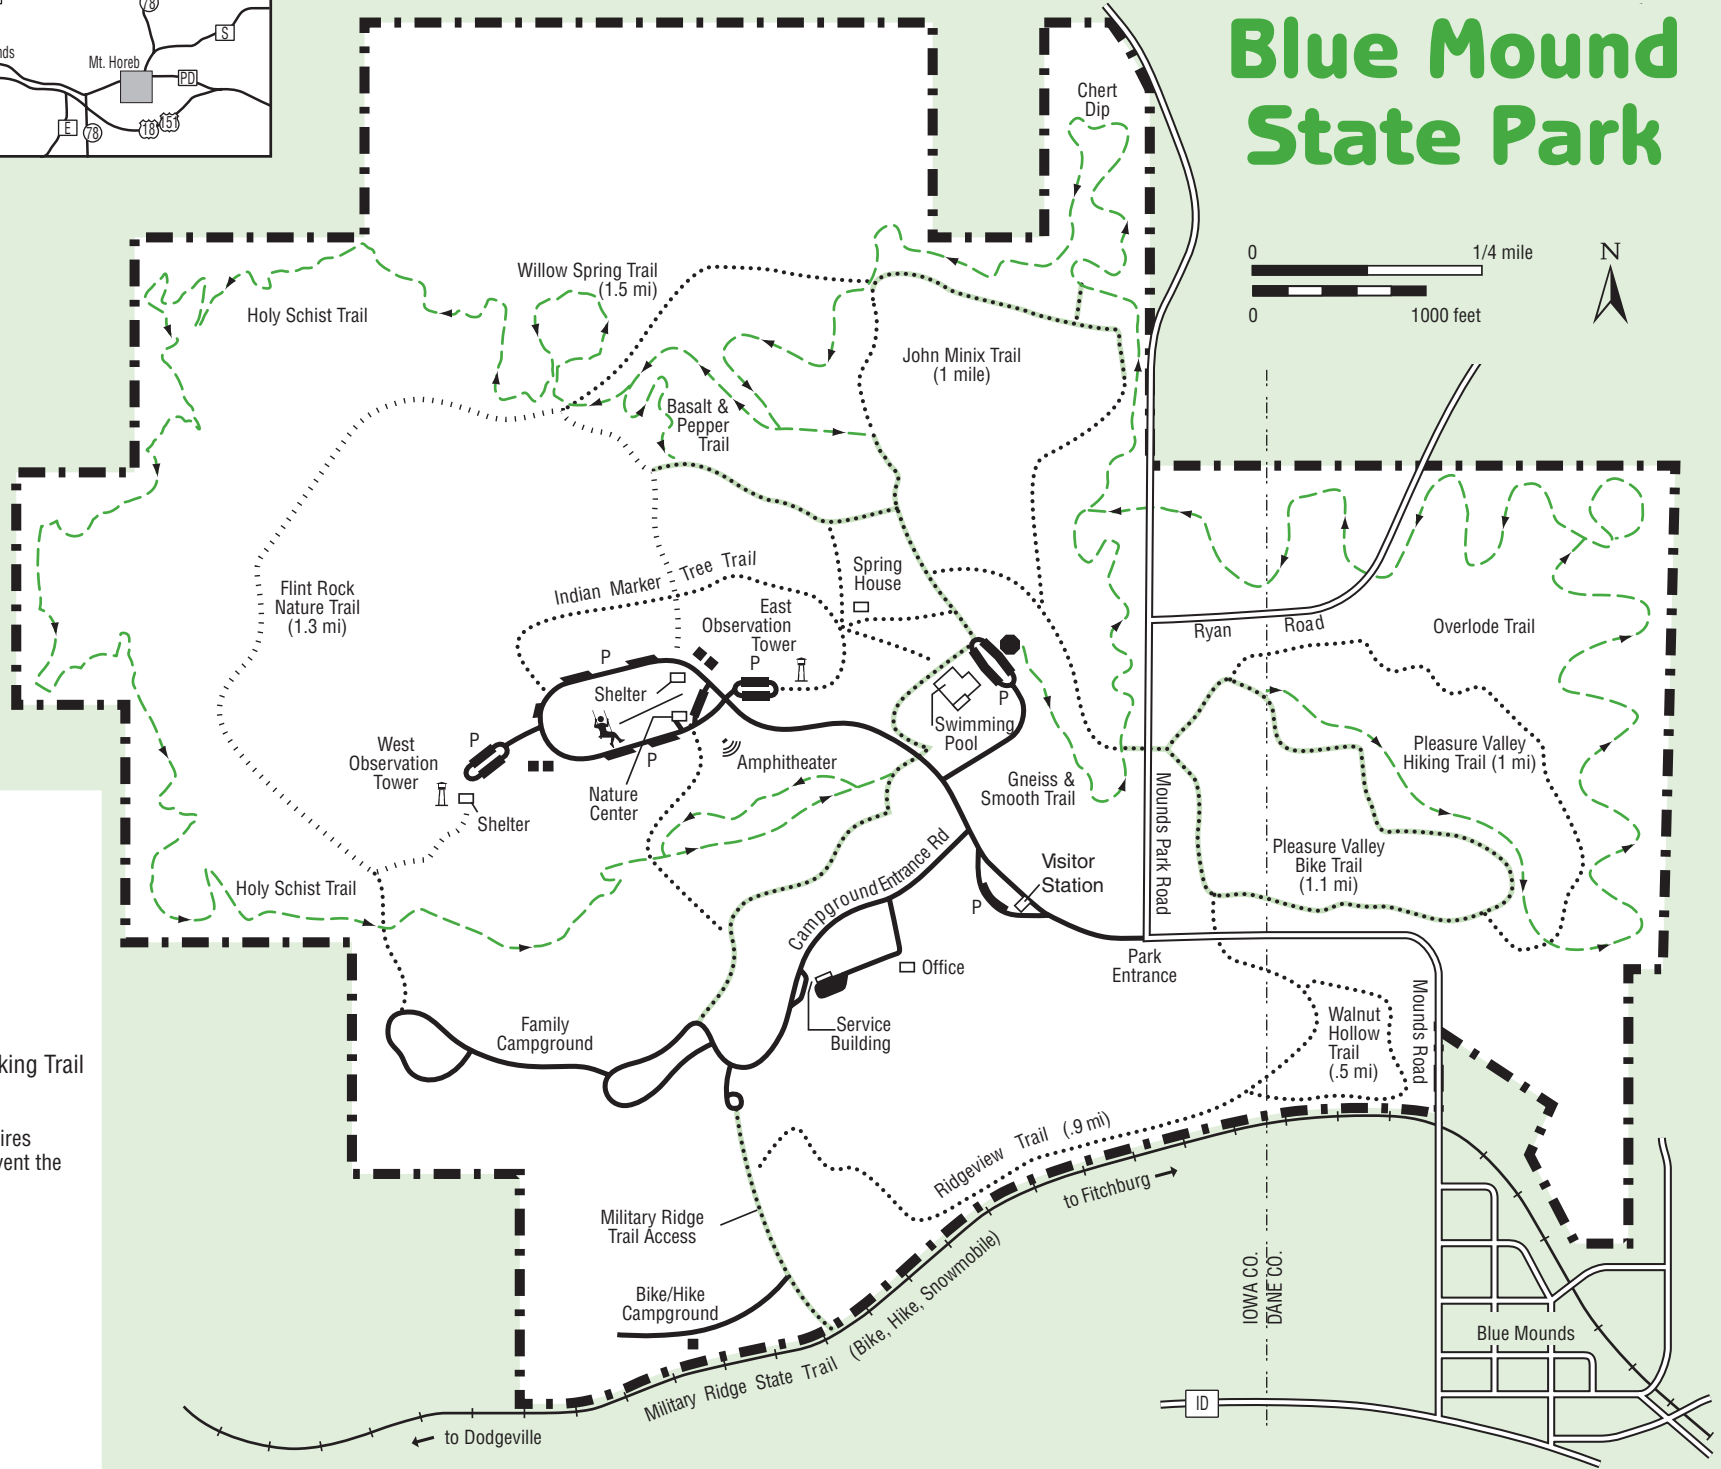 Blue Mound
State Park
78
S
Mt. Horeb
PD
E
78
18
151
0
1/4 mile
0
1000 feet
N
Chert
Dip
Willow Spring Trail
(1.5 mi)
Holy Schist Trail
John Minix Trail
(1 mile)
Basalt &
Pepper
Trail
Flint Rock
Nature Trail
(1.3 mi)
Indian Marker Tree Trail
Spring
House
East
Observation
Tower
P
P
Shelter
Ryan Road
Overlode Trail
P
Swimming
Pool
West
Observation
Tower
P
P
Amphitheater
Nature
Center
Shelter
Gneiss &
Smooth Trail
Pleasure Valley
Hiking Trail (1 mi)
Mounds Park Road
Pleasure Valley
Bike Trail
(1.1 mi)
Holy Schist Trail
Campground Entrance Rd
Visitor
Station
P
Park
Entrance
Office
Service
Building
Family
Campground
Walnut
Hollow
Trail
(.5 mi)
Mounds Road
king Trail
ires
vent the
Ridgeview Trail (.9 mi)
to Fitchburg
Military Ridge
Trail Access
Bike/Hike
Campground
Military Ridge State Trail (Bike, Hike, Snowmobile)
IOWA CO.
DANE CO.
Blue Mounds
ID
to Dodgeville